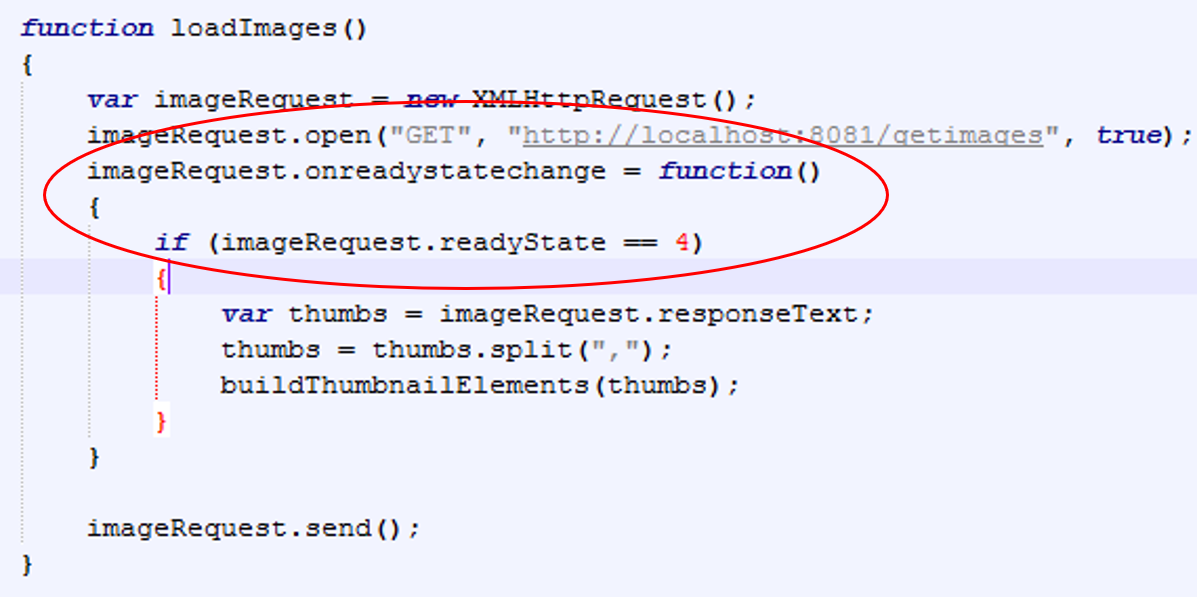 function loadImages()
{
var imageRequest = new XMLHttpRequest();
imageRequest.open("GET", "http://localhost:8081/getimages", true);
imageRequest.onreadystatechange = function()
{
if (imageRequest.readyState == 4)
{
var thumbs = imageRequest.responseText;
thumbs = thumbs.split(",");
buildThumbnailElements(thumbs);
}
}
imageRequest.send();
}